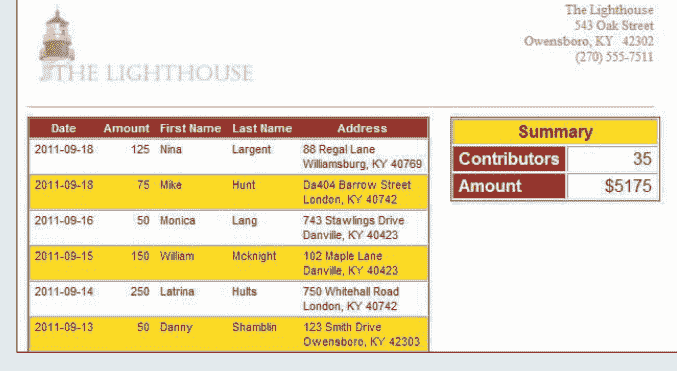 The Lighthouse
543 Oak Street
Owensboro, KY 42302
(270) 555-7511
THE LIGHTHOUSE
Date Amount First Name Last Name Address
2011-09-18 125 Nina Largent 88 Regal Lane
Williamsburg, KY 40769
2011-09-18 75 Mike Hunt Da404 Barrow Street
London, KY 40742
2011-09-16 50 Monica Lang 743 Stawlings Drive
Danville, KY 40423
2011-09-15 150 William Mcknight 102 Maple Lane
Danville, KY 40423
2011-09-14 250 Latrina Hults 750 Whitehall Road
London, KY 40742
2011-09-13 50 Danny Shamblin 123 Smith Drive
Owensboro, KY 42303
Summary
Contributors 35
Amount $5175